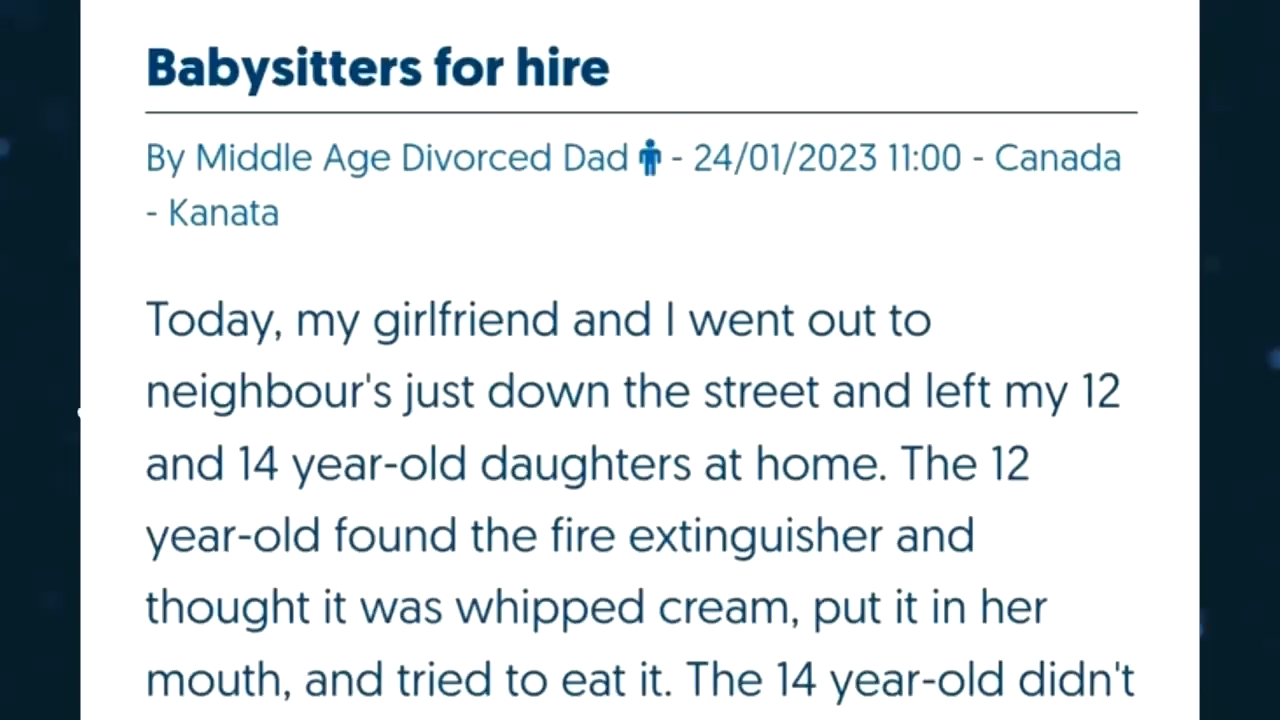 Babysitters for hire
By Middle Age Divorced Dad - 24/01/2023 11:00 - Canada
- Kanata
Today, my girlfriend and I went out to
neighbour's just down the street and left my 12
and 14 year-old daughters at home. The 12
year-old found the fire extinguisher and
thought it was whipped cream, put it in her
mouth, and tried to eat it. The 14 year-old didn't